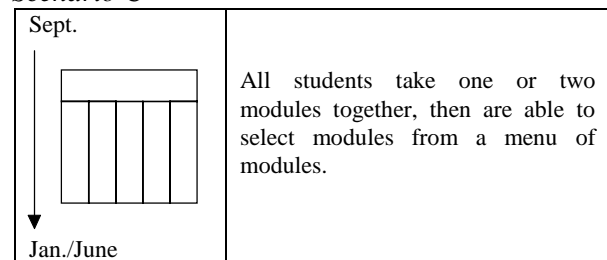 Sept.
All students take one or two
modules together, then are able to
select modules from a menu of
modules.
Jan./June